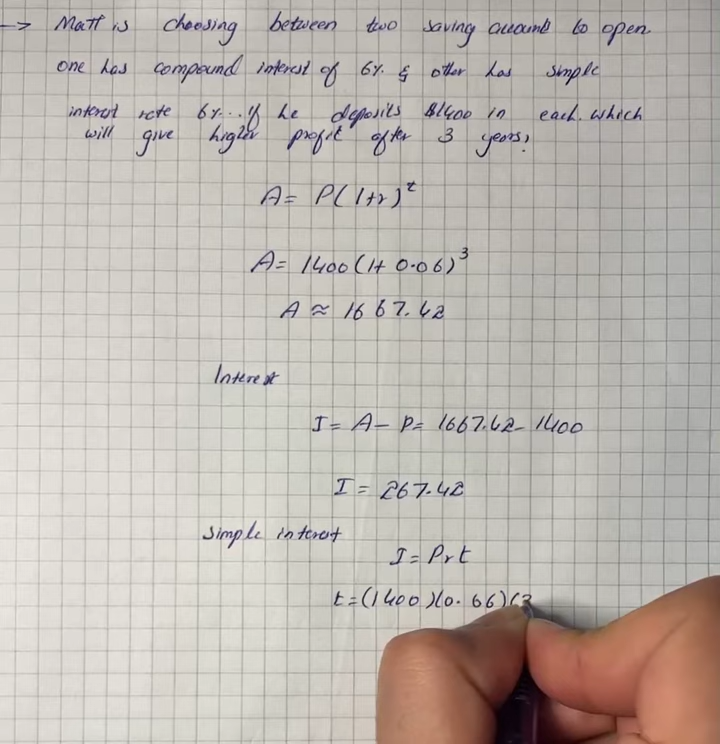 → Matt is choosing between two saving accounts to open
one has compound interest of 6% & other has simple
interest rate 6%... If he deposits $1400 in each. which
will give higher profit after 3 years?
A = P(1+r)^t
A = 1400(1+ 0.06)^3
A ≈ 1667.42
Interest
I = A - P = 1667.42 - 1400
I = 267.42
Simple interest
I = Prt
t = (1400)(0.66)(3